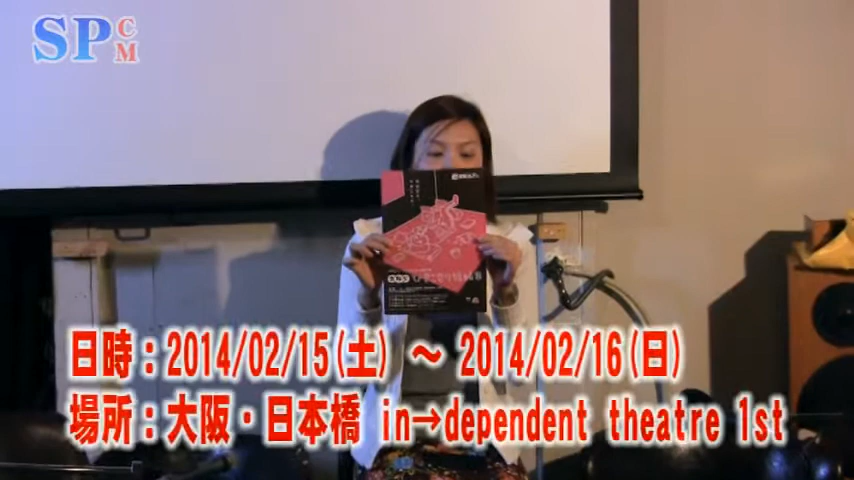 SP CM
日時：2014/02/15(土) ～ 2014/02/16(日)
場所：大阪・日本橋 in→dependent theatre 1st